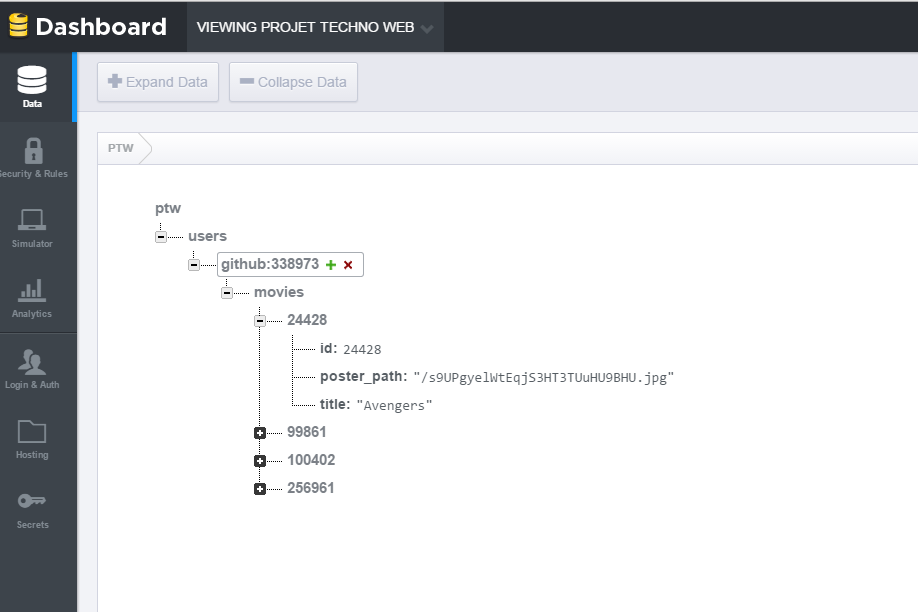 Dashboard
VIEWING PROJET TECHNO WEB
Data
Expand Data
Collapse Data
PTW
ecurity & Rules
Simulator
Analytics
Login & Auth
Hosting
Secrets
ptw
users
github:338973
movies
24428
id: 24428
poster_path: "/s9UPgyelWtEqjS3HT3TUuHU9BHU.jpg"
title: "Avengers"
99861
100402
256961